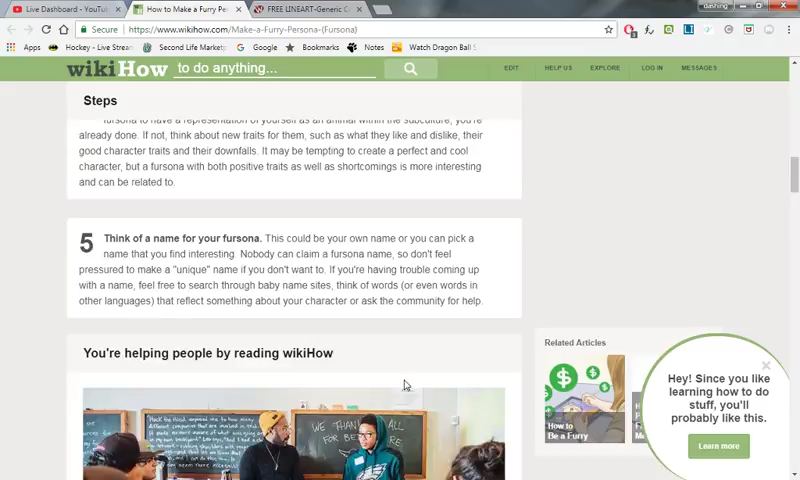 Live Dashboard - YouTu
How to Make a Furry Per
FREE LINEART-Generic C
dashing
Secure
https://www.wikihow.com/Make-a-Furry-Persona-(Fursona)
Apps
Hockey - Live Stream
Second Life Marketp
Google
Bookmarks
Notes
Watch Dragon Ball S
wikiHow to do anything...
EDIT
HELP US
EXPLORE
LOG IN
MESSAGES
Steps
fursona to have a representation of yourself as an animal within the subculture, you're
already done. If not, think about new traits for them, such as what they like and dislike, their
good character traits and their downfalls. It may be tempting to create a perfect and cool
character, but a fursona with both positive traits as well as shortcomings is more interesting
and can be related to.
5 Think of a name for your fursona. This could be your own name or you can pick a
name that you find interesting. Nobody can claim a fursona name, so don't feel
pressured to make a "unique" name if you don't want to. If you're having trouble coming up
with a name, feel free to search through baby name sites, think of words (or even words in
other languages) that reflect something about your character or ask the community for help.
You're helping people by reading wikiHow
WE THAN ALL
FOR BE RE
Related Articles
How to
Be a Furry
Hey! Since you like
learning how to do
stuff, you'll
probably like this.
Learn more